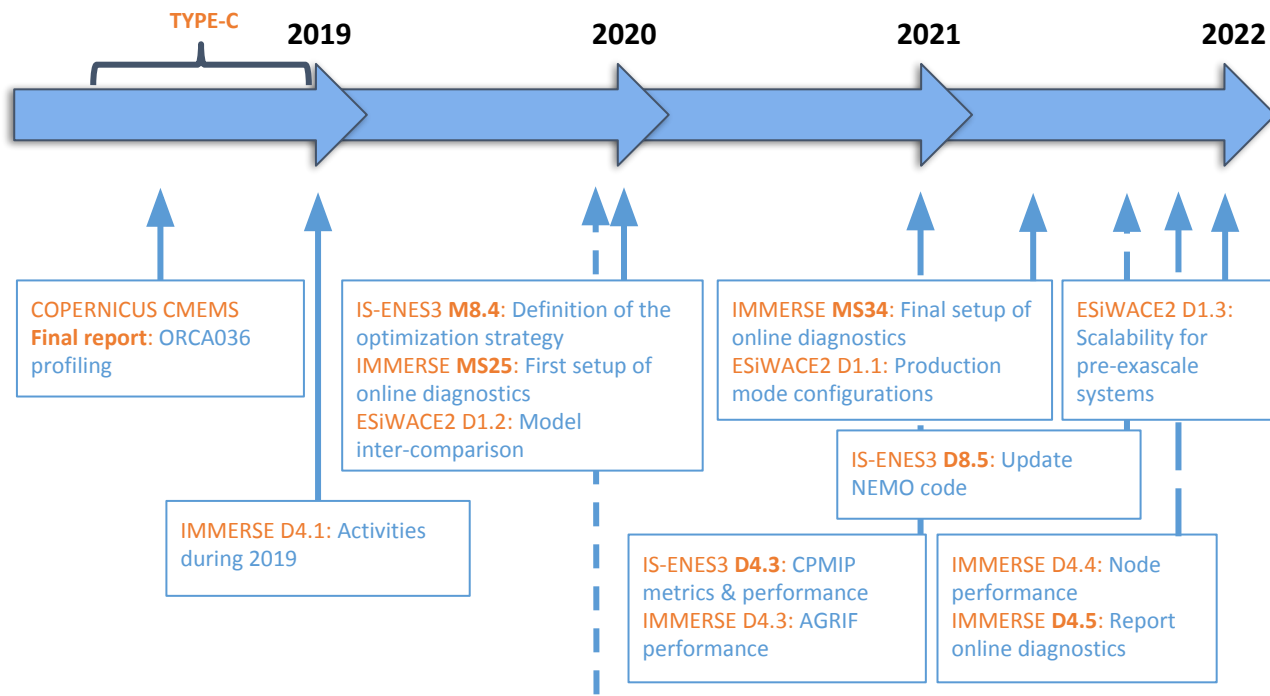 TYPE-C
2019
2020
2021
2022
COPERNICUS CMEMS
Final report: ORCA036
profiling
IS-ENES3 M8.4: Definition of the
optimization strategy
IMMERSE MS25: First setup of
online diagnostics
ESiWACE2 D1.2: Model
inter-comparison
IMMERSE MS34: Final setup of
online diagnostics
ESiWACE2 D1.1: Production
mode configurations
ESiWACE2 D1.3:
Scalability for
pre-exascale
systems
IS-ENES3 D8.5: Update
NEMO code
IMMERSE D4.1: Activities
during 2019
IS-ENES3 D4.3: CPMIP
metrics & performance
IMMERSE D4.3: AGRIF
performance
IMMERSE D4.4: Node
performance
IMMERSE D4.5: Report
online diagnostics